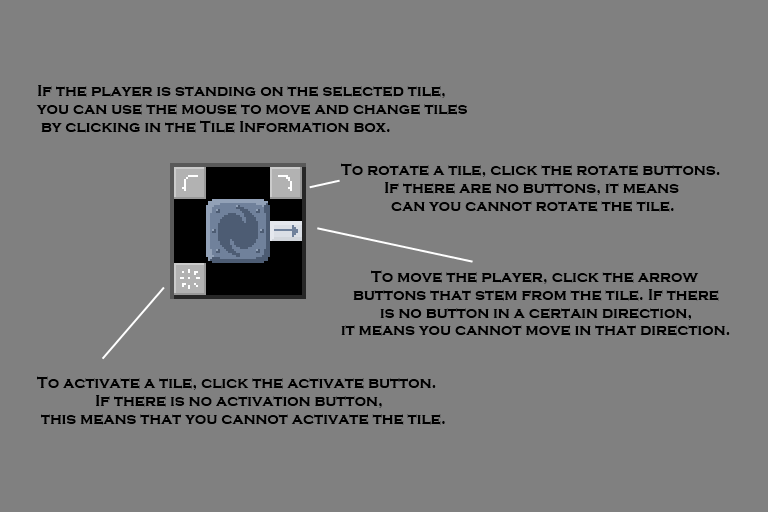 If the player is standing on the selected tile,
you can use the mouse to move and change tiles
by clicking in the Tile Information box.
To rotate a tile, click the rotate buttons.
If there are no buttons, it means
can you cannot rotate the tile.
To move the player, click the arrow
buttons that stem from the tile. If there
is no button in a certain direction,
it means you cannot move in that direction.
To activate a tile, click the activate button.
If there is no activation button,
this means that you cannot activate the tile.